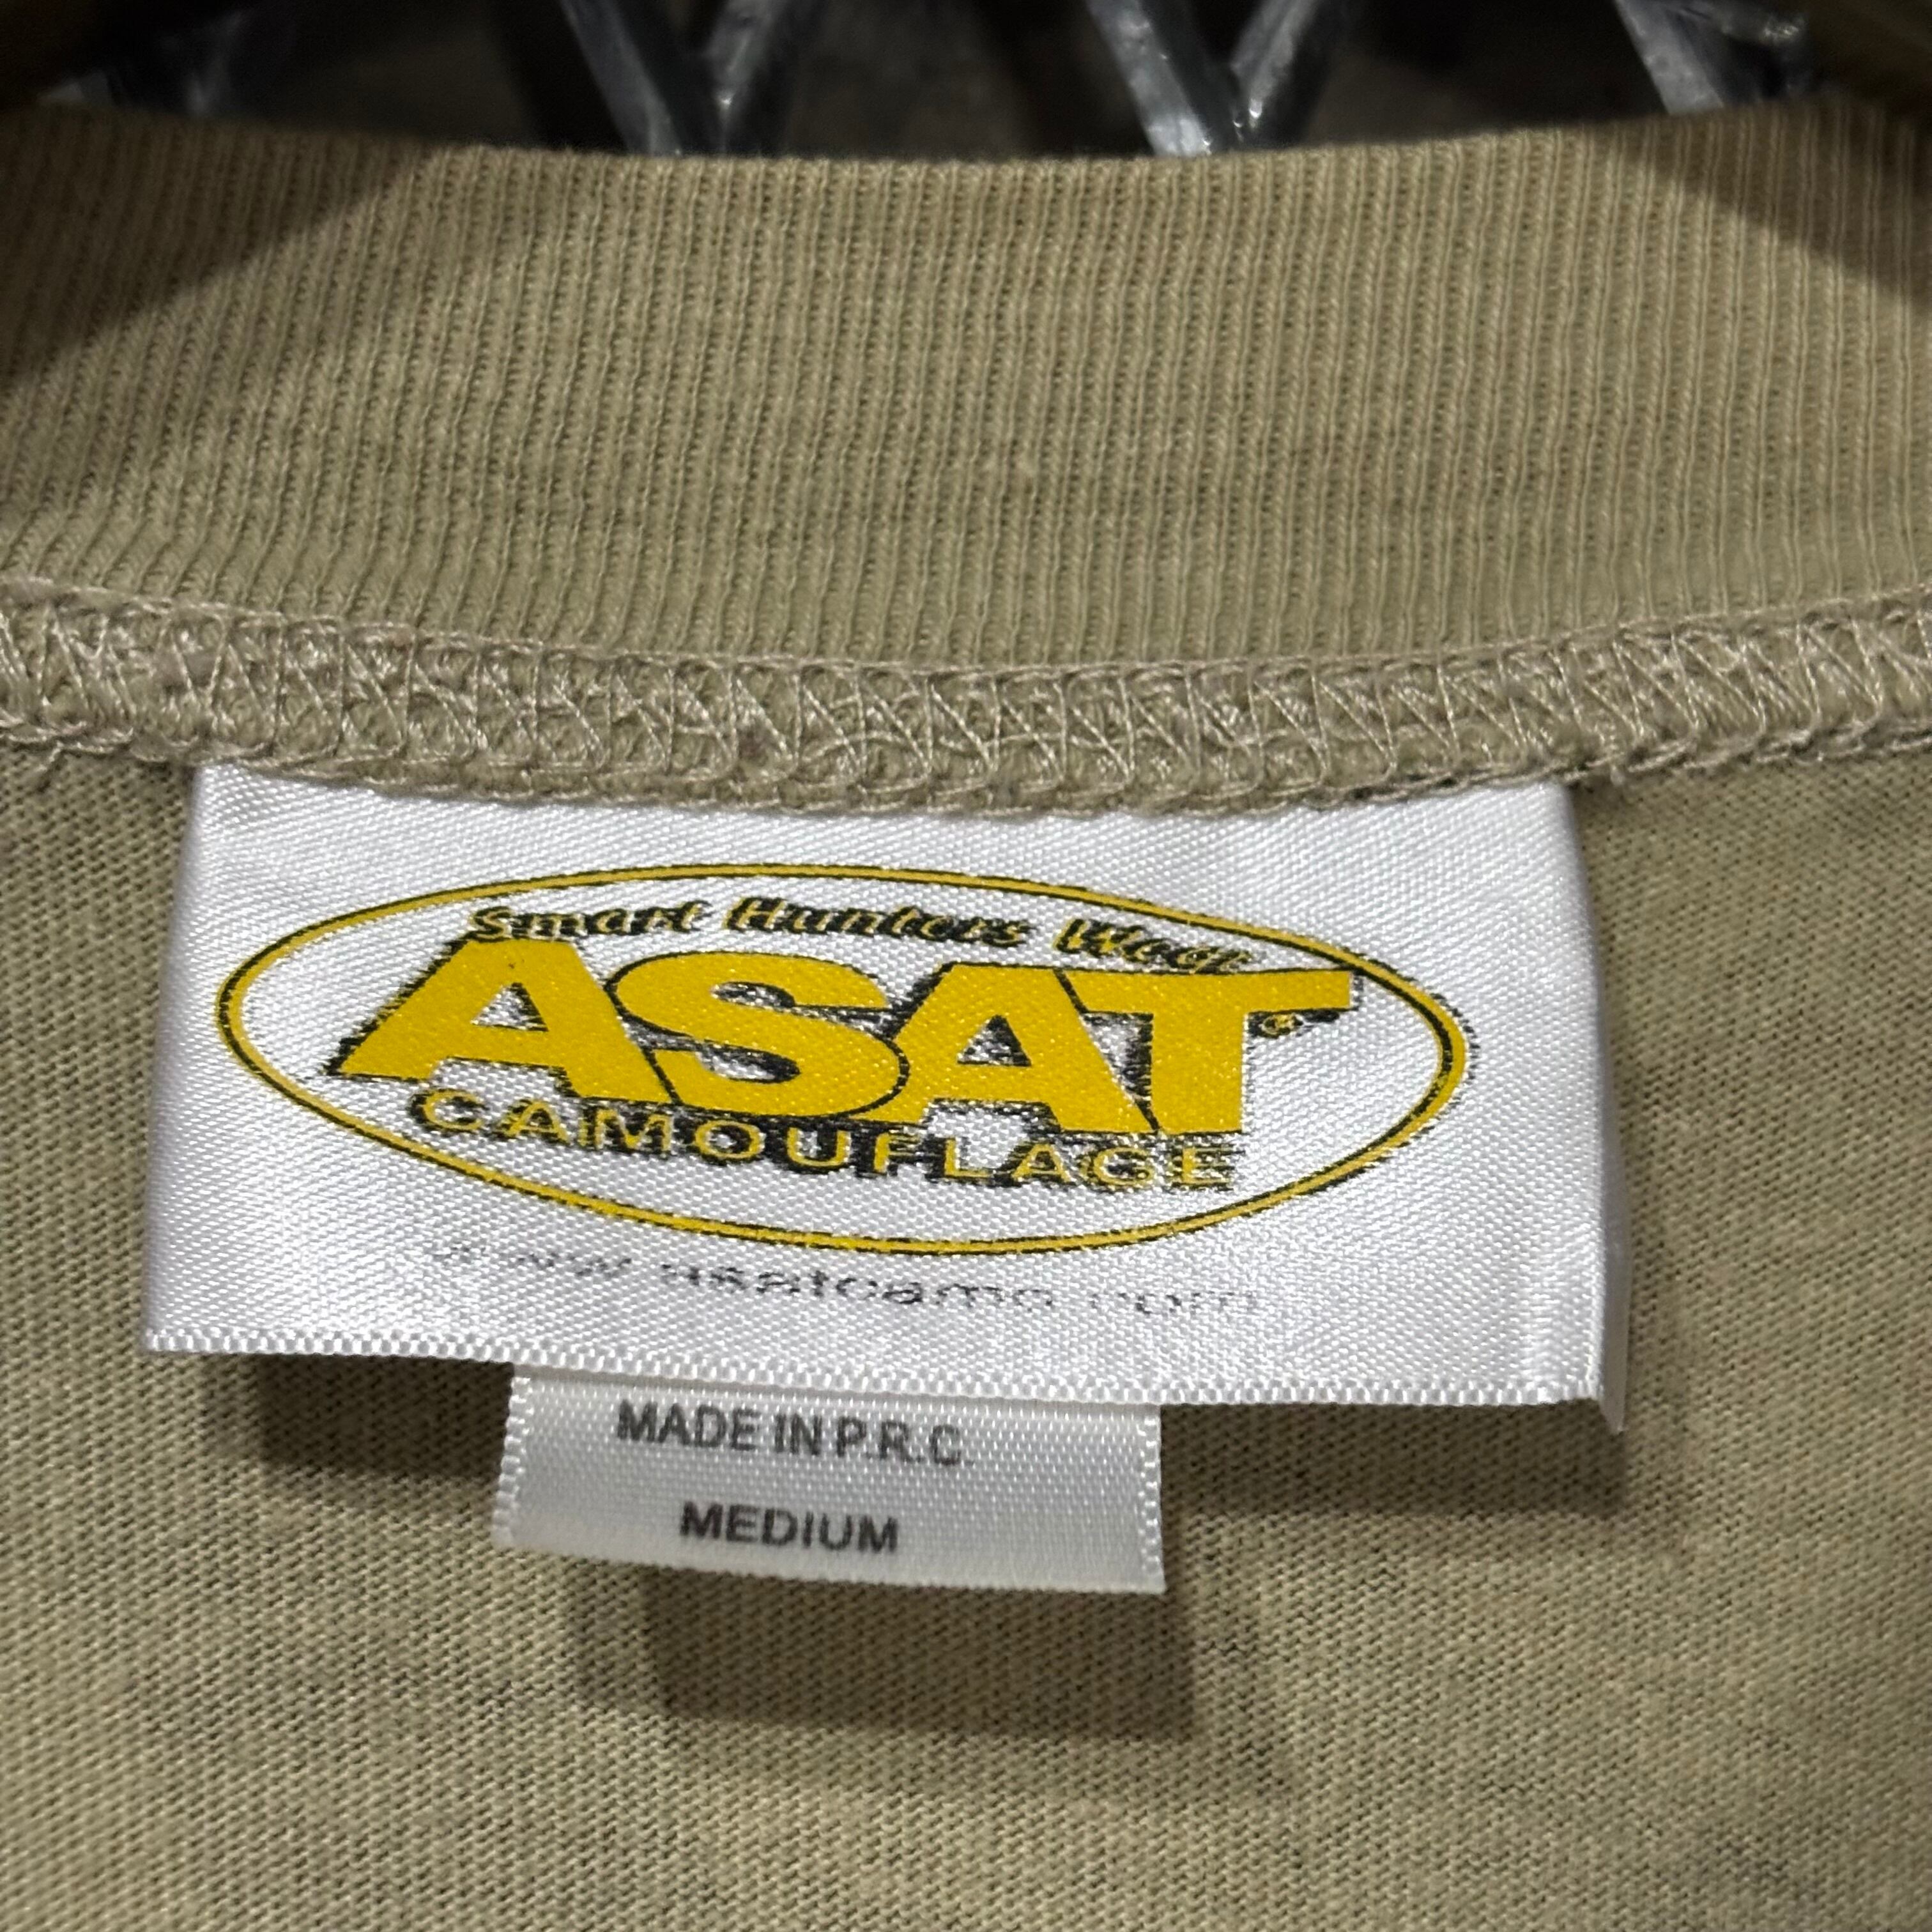 Smart Hunters Wear
ASAT®
CAMOUFLAGE
www.asatcamo.com
MADE IN P.R.C.
MEDIUM